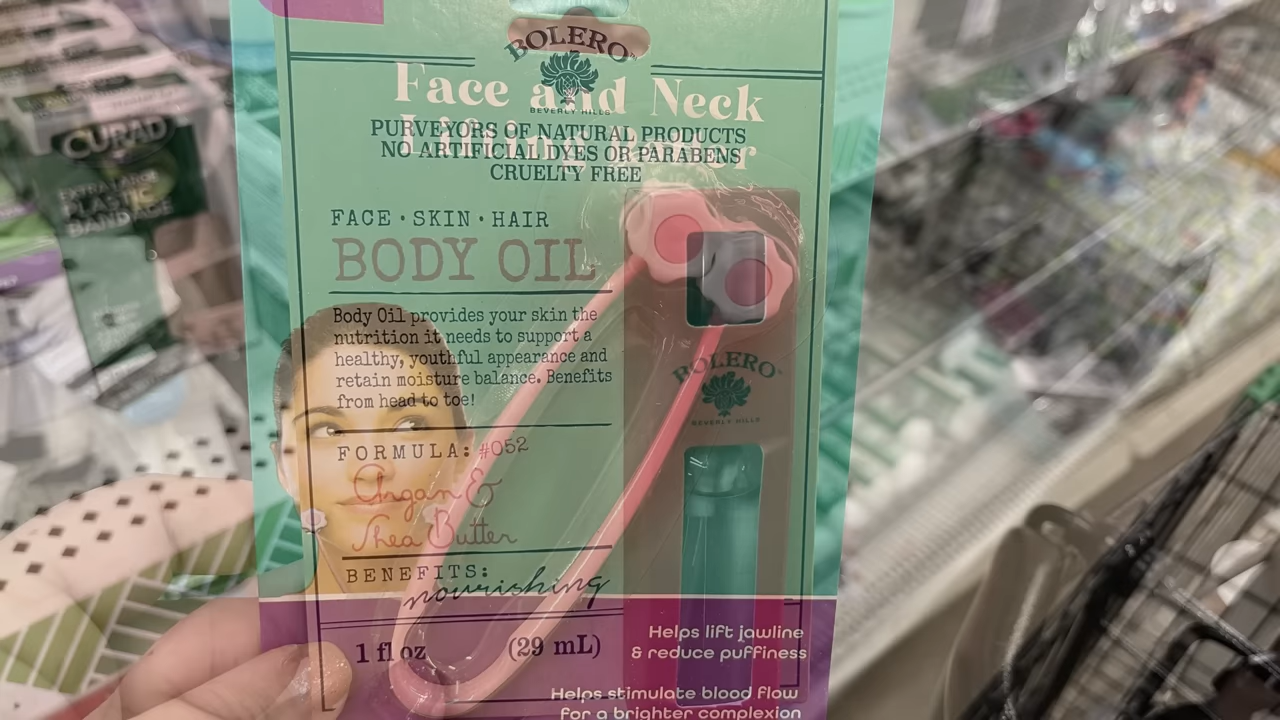 BOLERO
Face and Neck
BEVERLY HILLS
PURVEYORS OF NATURAL PRODUCTS
Lifting
NO ARTIFICIAL DYES OR PARABENS
CRUELTY FREE
FACE · SKIN · HAIR
BODY OIL
Body Oil provides your skin the
nutrition it needs to support a
healthy, youthful appearance and
retain moisture balance. Benefits
from head to toe!
FORMULA: #052
Argan &
Shea Butter
BENEFITS:
nourishing
1 fl oz (29 mL)
BOLERO
BEVERLY HILLS
Helps lift jawline
& reduce puffiness
Helps stimulate blood flow
for a brighter complexion
CURAD
EXTRA LARGE
PLASTIC
BANDAGE